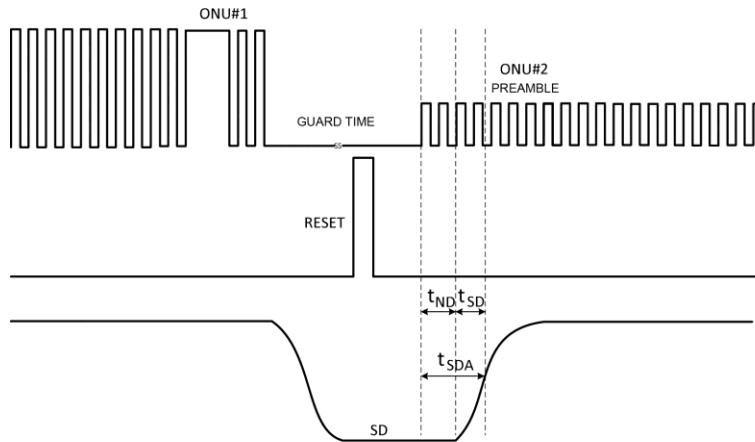 ONU#1
ONU#2
PREAMBLE
GUARD TIME
RESET
tND
tSD
tSDA
SD